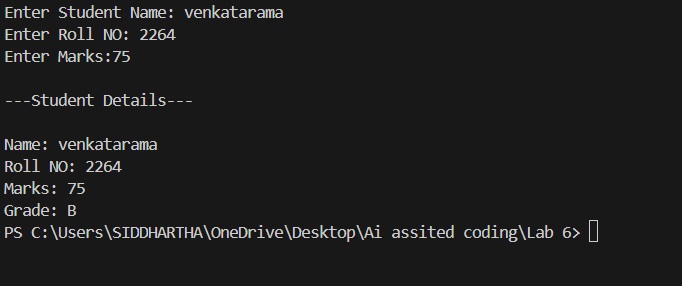 Enter Student Name: venkatarama
Enter Roll NO: 2264
Enter Marks:75
---Student Details---
Name: venkatarama
Roll NO: 2264
Marks: 75
Grade: B
PS C:\Users\SIDDHARTHA\OneDrive\Desktop\Ai assited coding\Lab 6>